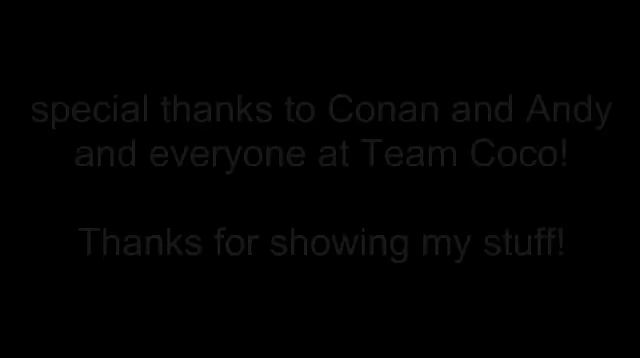 special thanks to Conan and Andy
and everyone at Team Coco!
Thanks for showing my stuff!